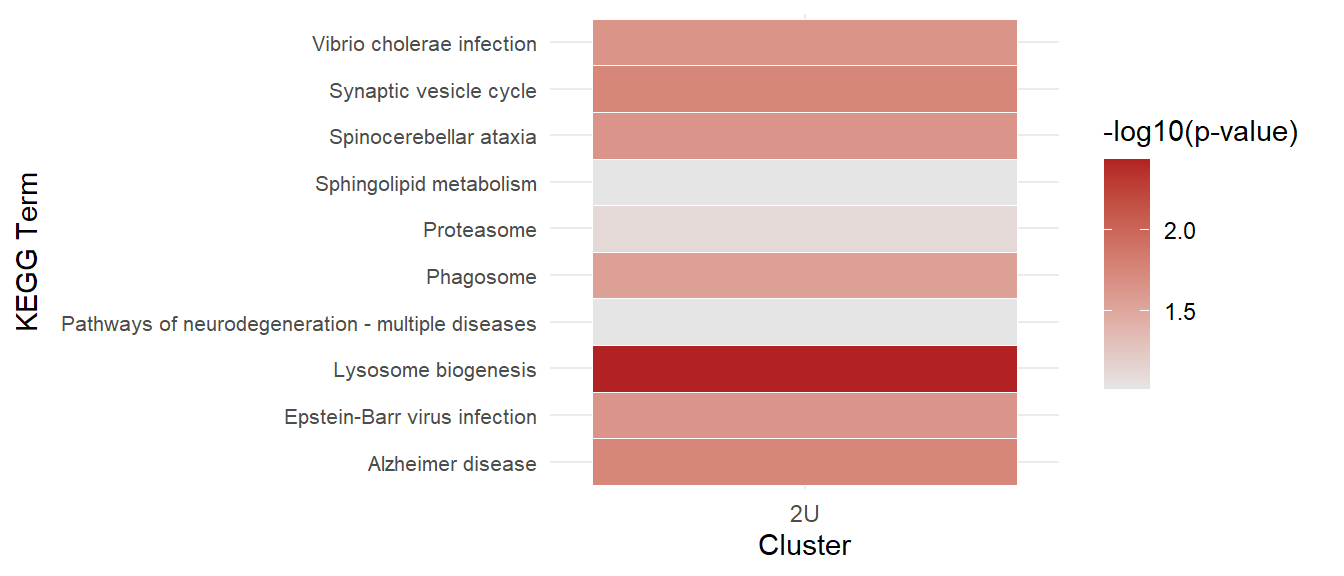 KEGG Term
Vibrio cholerae infection
Synaptic vesicle cycle
Spinocerebellar ataxia
Sphingolipid metabolism
Proteasome
Phagosome
Pathways of neurodegeneration - multiple diseases
Lysosome biogenesis
Epstein-Barr virus infection
Alzheimer disease
2U
Cluster
-log10(p-value)
2.0
1.5